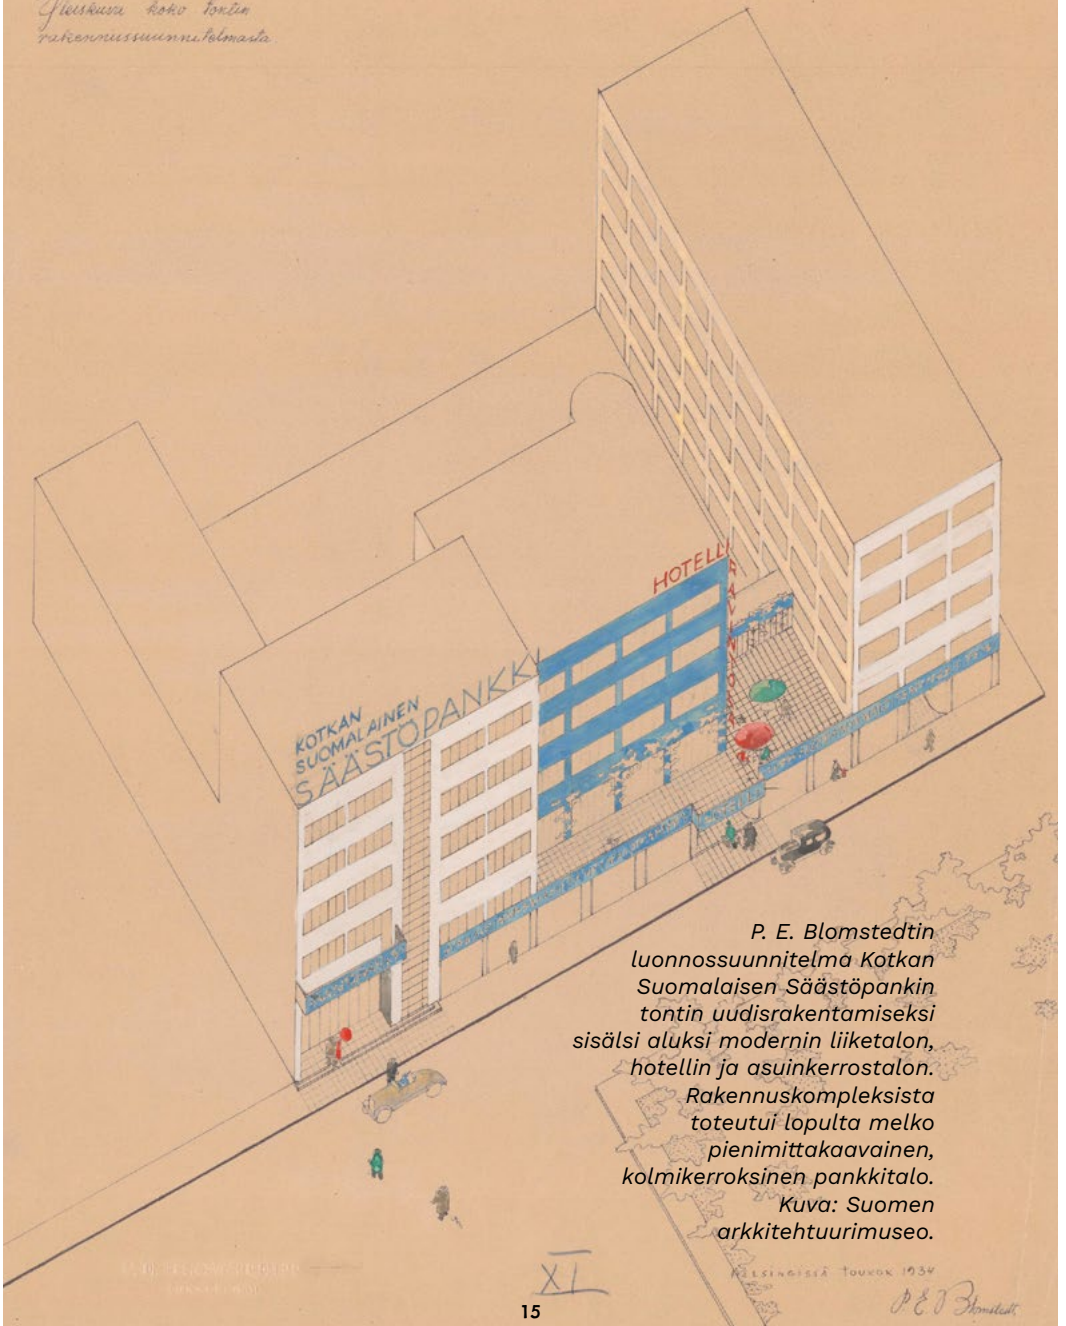 Yleiskuva koko tontin
rakennussuunnitelmasta.
HOTELLI
RAVINTOLA
KOTKAN
SUOMALAINEN
SÄÄSTÖPANKKI
P. E. Blomstedtin
luonnossuunnitelma Kotkan
Suomalaisen Säästöpankin
tontin uudisrakentamiseksi
sisälsi aluksi modernin liiketalon,
hotellin ja asuinkerrostalon.
Rakennuskompleksista
toteutui lopulta melko
pienimittakaavainen,
kolmikerroksinen pankkitalo.
Kuva: Suomen
arkkitehtuurimuseo.
HELSINGISSÄ TOUKOK 1934
P. E. Blomstedt
XI
15